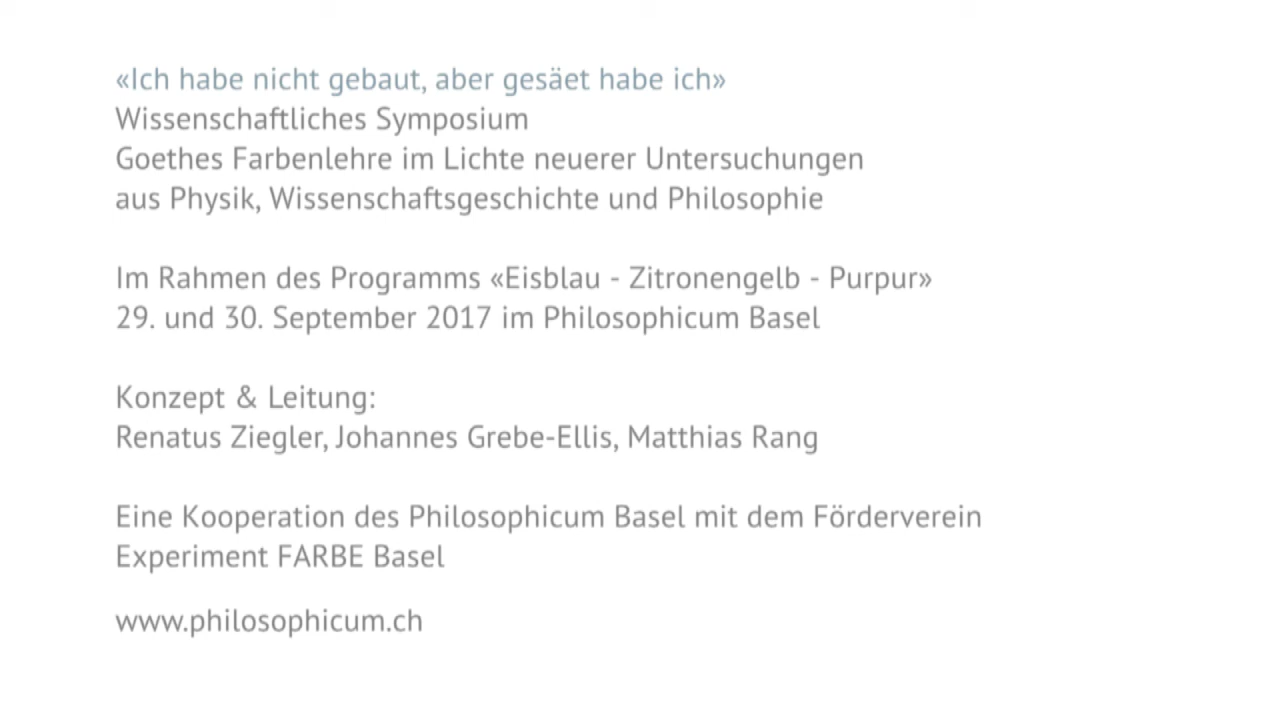 «Ich habe nicht gebaut, aber gesäet habe ich»
Wissenschaftliches Symposium
Goethes Farbenlehre im Lichte neuerer Untersuchungen
aus Physik, Wissenschaftsgeschichte und Philosophie
Im Rahmen des Programms «Eisblau - Zitronengelb - Purpur»
29. und 30. September 2017 im Philosophicum Basel
Konzept & Leitung:
Renatus Ziegler, Johannes Grebe-Ellis, Matthias Rang
Eine Kooperation des Philosophicum Basel mit dem Förderverein
Experiment FARBE Basel
www.philosophicum.ch